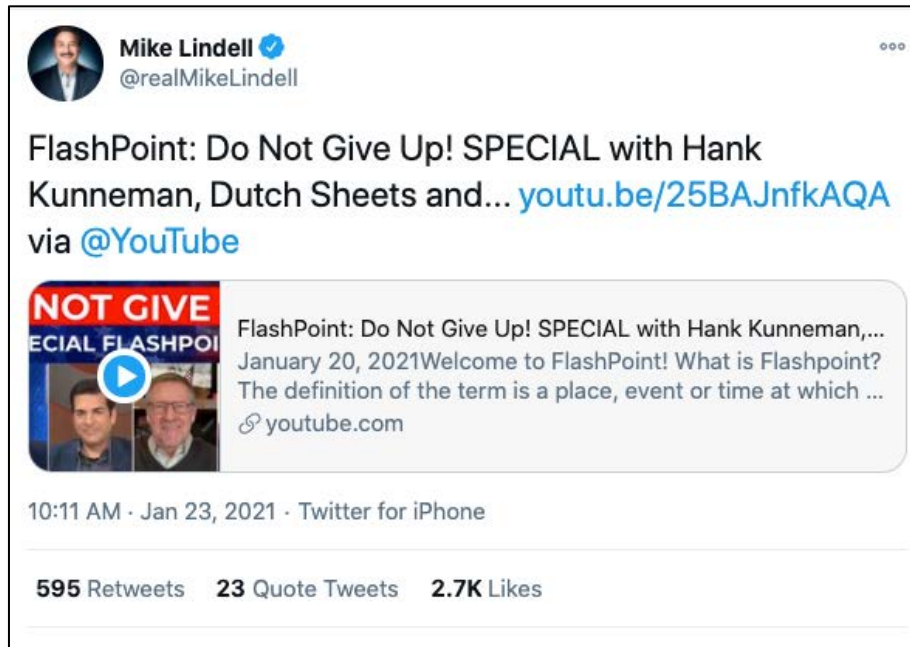 Mike Lindell
@realMikeLindell
FlashPoint: Do Not Give Up! SPECIAL with Hank
Kunneman, Dutch Sheets and... youtu.be/25BAJnfkAQA
via @YouTube
NOT GIVE
ECIAL FLASHPOI
FlashPoint: Do Not Give Up! SPECIAL with Hank Kunneman,...
January 20, 2021Welcome to FlashPoint! What is Flashpoint?
The definition of the term is a place, event or time at which ...
youtube.com
10:11 AM · Jan 23, 2021 · Twitter for iPhone
595 Retweets 23 Quote Tweets 2.7K Likes